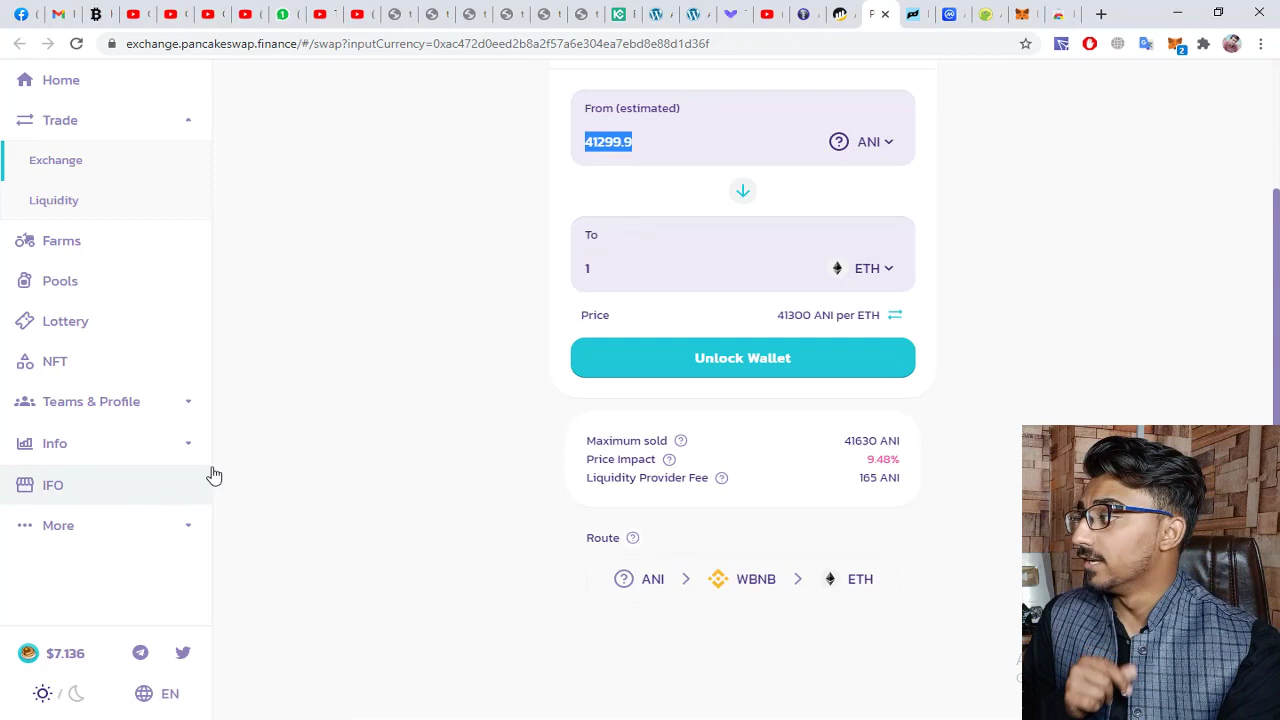 exchange.pancakeswap.finance/#/swap?inputCurrency=0xac472d0eed2b8a2f57a6e304ea7ebd8e88d1d36f
2
Home
Trade
Exchange
Liquidity
Farms
Pools
Lottery
NFT
Teams & Profile
Info
IFO
More
$7.136
EN
From (estimated)
41299.9
ANI
To
1
ETH
Price
41300 ANI per ETH
Unlock Wallet
Maximum sold
41630 ANI
Price Impact
9.48%
Liquidity Provider Fee
165 ANI
Route
ANI > WBNB > ETH